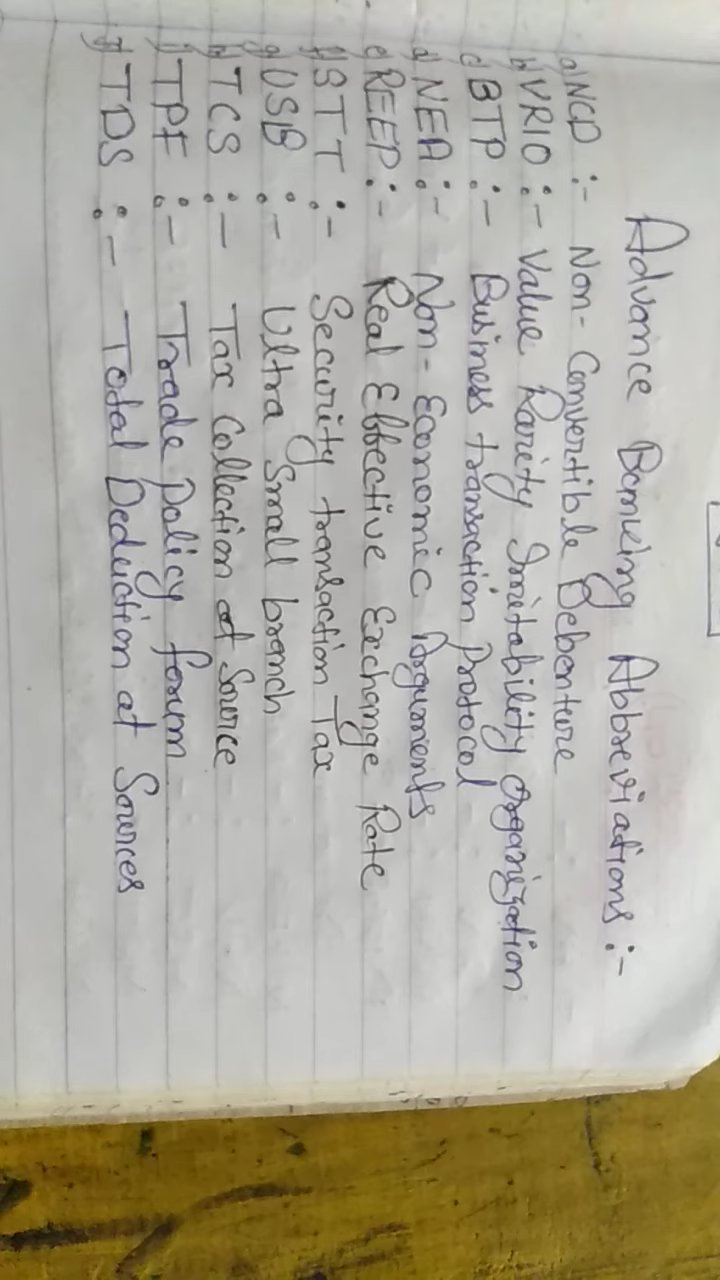 Advance Banking Abbreviations :-
a) NCD :- Non-Convertible Debenture
b) VRIO :- Value Rarity Imitability Organization
c) BTP :- Business transaction Protocol
d) NEA :- Non-Economic Arguments
e) REEP :- Real Effective Exchange Rate
f) STT :- Security transaction Tax
g) USB :- Ultra Small branch
h) TCS :- Tax Collection at Source
i) TPF :- Trade Policy forum
j) TDS :- Total Deduction at Sources